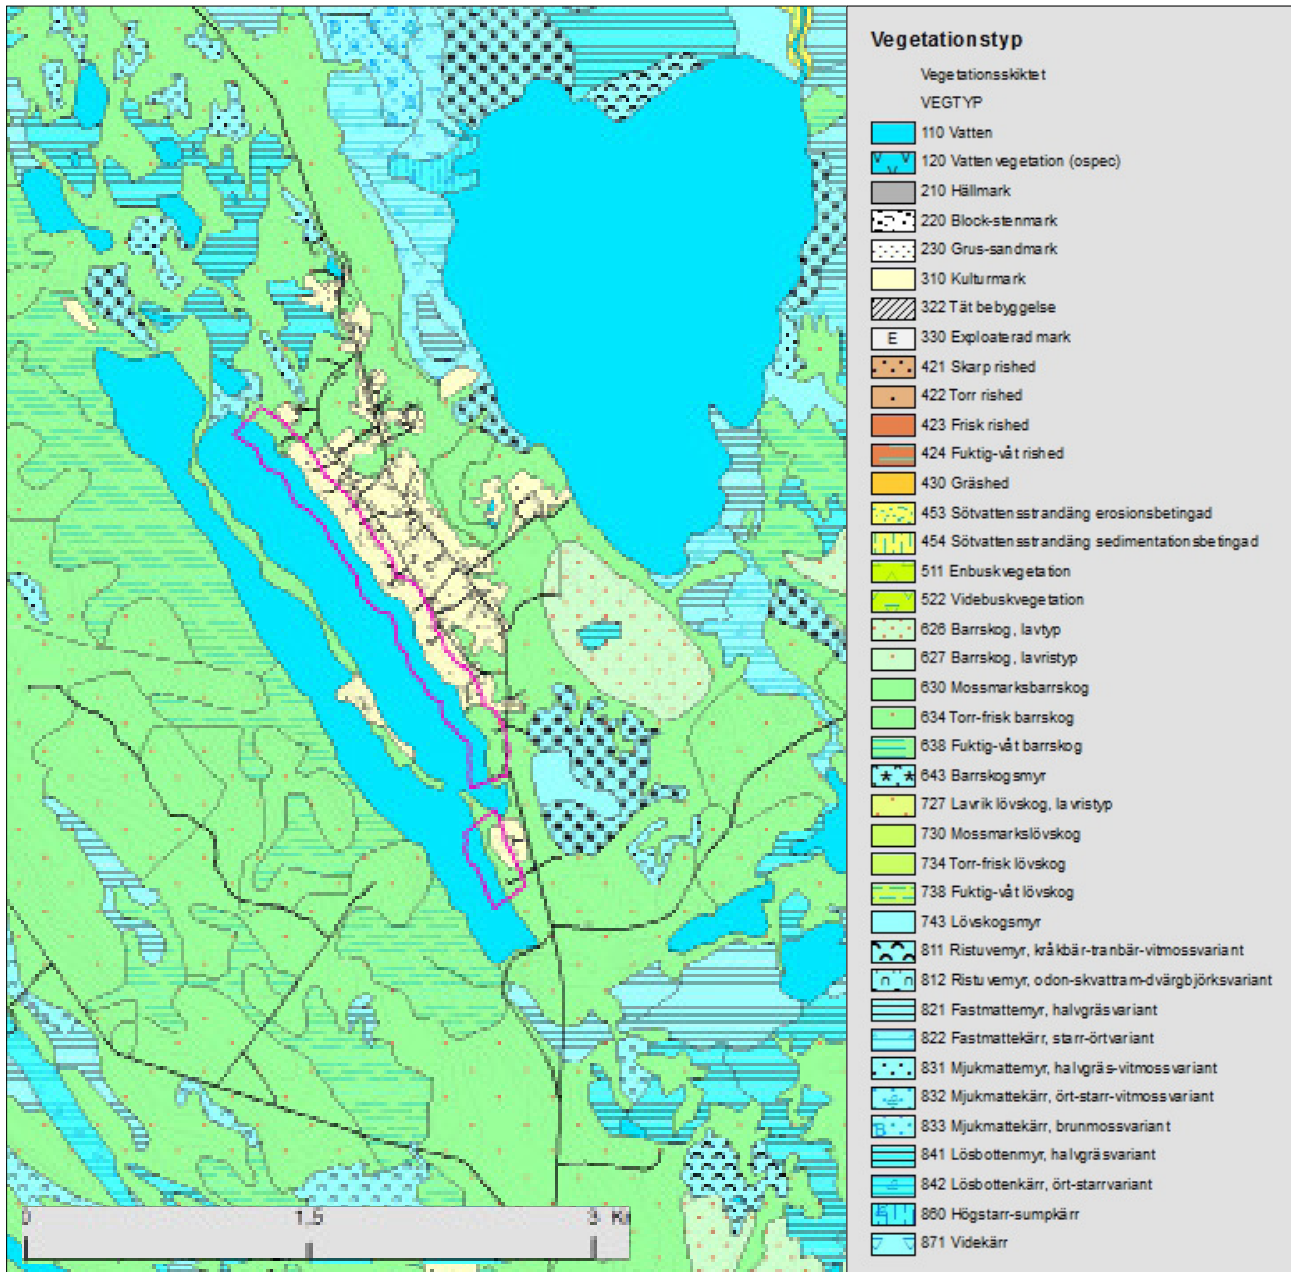 Vegetationstyp
Vegetationsskiktet
VEGTYP
110 Vatten
120 Vattenvegetation (ospec)
210 Hällmark
220 Block-stenmark
230 Grus-sandmark
310 Kulturmark
322 Tät bebyggelse
E 330 Exploaterad mark
421 Skarp rished
422 Torr rished
423 Frisk rished
424 Fuktig-våt rished
430 Gräshed
453 Sötvattensstrandäng erosionsbetingad
454 Sötvattensstrandäng sedimentationsbetingad
511 Enbuskvegetation
522 Videbuskvegetation
626 Barrskog, lavtyp
627 Barrskog, lavristyp
630 Mossmarksbarrskog
634 Torr-frisk barrskog
638 Fuktig-våt barrskog
643 Barrskogsmyr
727 Lavrik lövskog, lavristyp
730 Mossmarkslövskog
734 Torr-frisk lövskog
738 Fuktig-våt lövskog
743 Lövskogsmyr
811 Ristuvemyr, kråkbär-tranbär-vitmossvariant
812 Ristuvemyr, odon-skvattram-dvärgbjörksvariant
821 Fastmattemyr, halvgräsvariant
822 Fastmattekärr, starr-örtvariant
831 Mjukmattemyr, halvgräs-vitmossvariant
832 Mjukmattekärr, ört-starr-vitmossvariant
B 833 Mjukmattekärr, brunmossvariant
841 Lösbottenmyr, halvgräsvariant
842 Lösbottenkärr, ört-starrvariant
860 Högstarr-sumpkärr
871 Videkärr
0 1,5 3